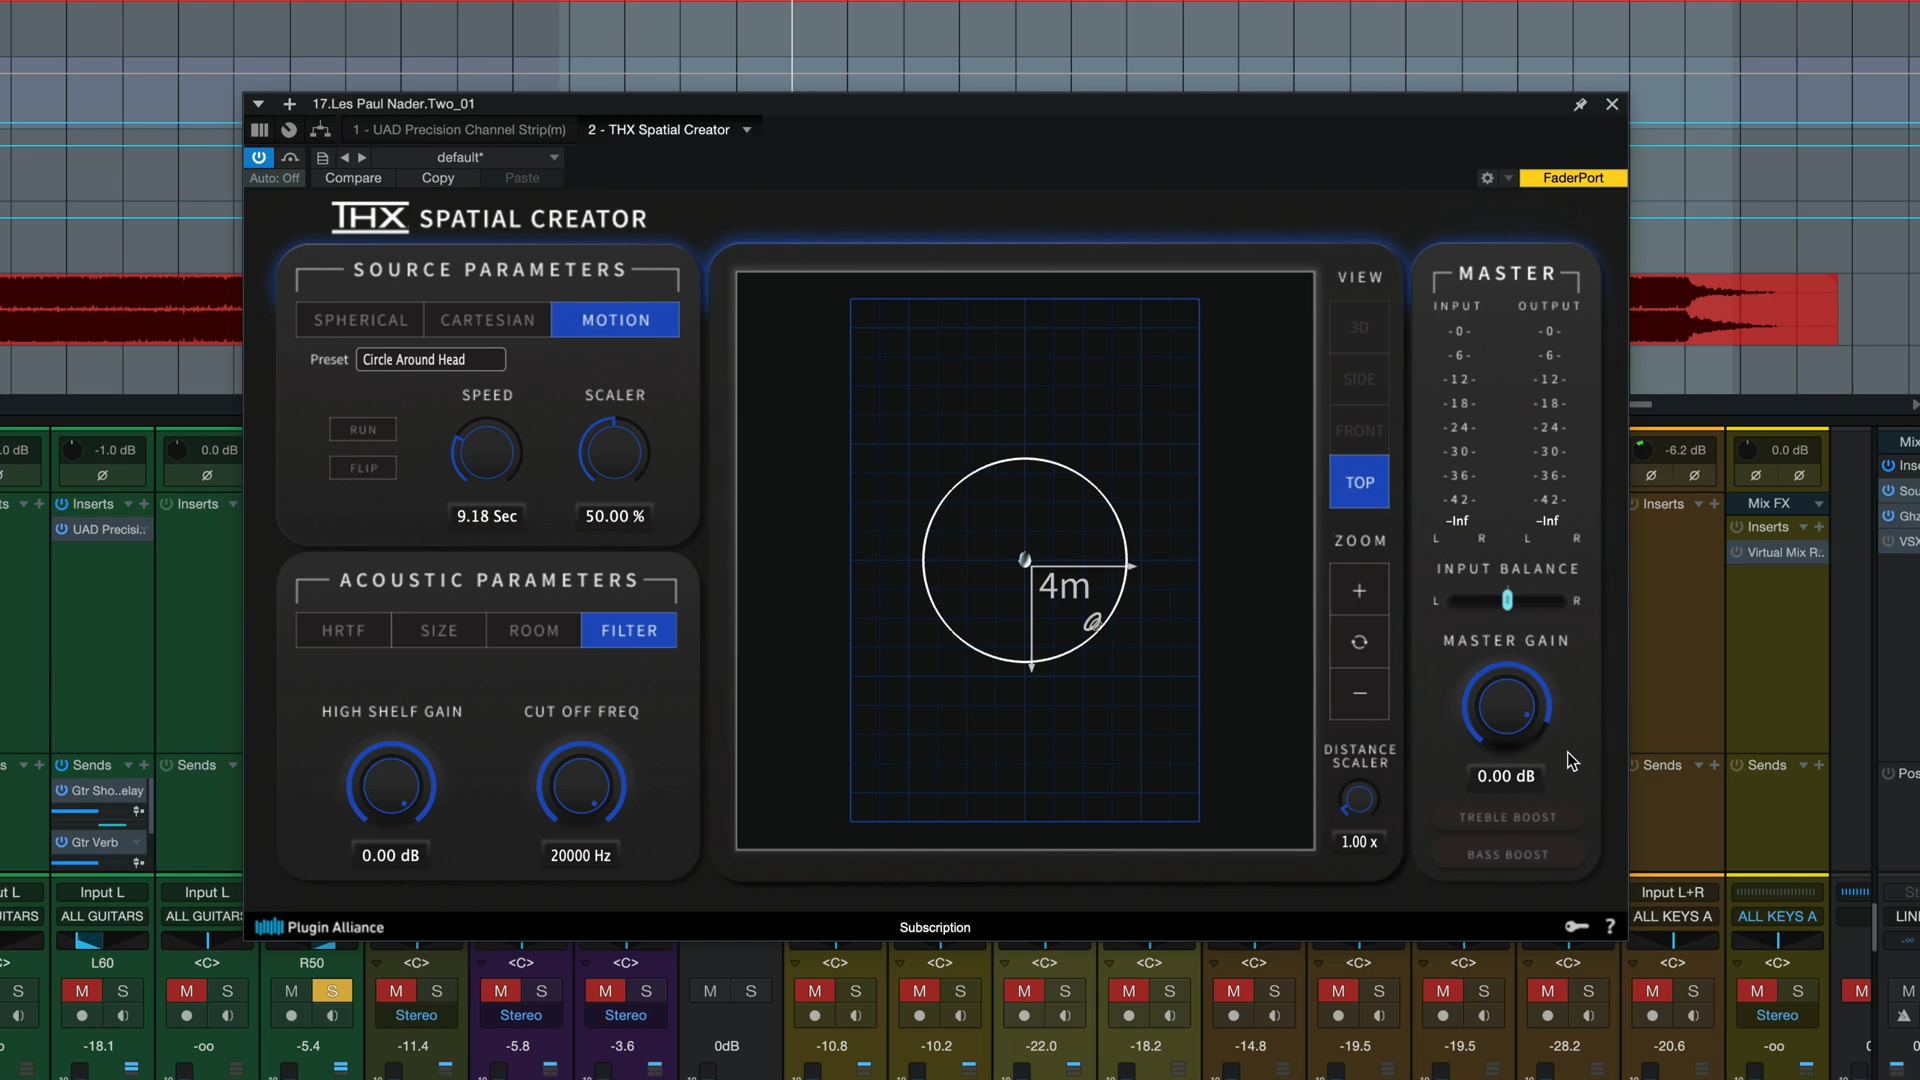 17.Les Paul Nader.Two_01
1 - UAD Precision Channel Strip(m) 2 - THX Spatial Creator
default*
Auto: Off Compare Copy Paste FaderPort
THX SPATIAL CREATOR
SOURCE PARAMETERS
SPHERICAL CARTESIAN MOTION
Preset Circle Around Head
SPEED SCALER
RUN
FLIP
9.18 Sec 50.00 %
ACOUSTIC PARAMETERS
HRTF SIZE ROOM FILTER
HIGH SHELF GAIN CUT OFF FREQ
0.00 dB 20000 Hz
4m
VIEW
3D
SIDE
FRONT
TOP
ZOOM
+
−
DISTANCE
SCALER
1.00 x
MASTER
INPUT OUTPUT
-0- -0-
-6- -6-
-12- -12-
-18- -18-
-24- -24-
-30- -30-
-36- -36-
-42- -42-
-Inf -Inf
L R L R
INPUT BALANCE
L R
MASTER GAIN
0.00 dB
TREBLE BOOST
BASS BOOST
Plugin Alliance Subscription ?
-1.0 dB 0.0 dB -6.2 dB 0.0 dB
Inserts Inserts Inserts Mix FX
UAD Precisi.. Inserts
Virtual Mix R..
Sends Sends Sends Sends
Gtr Sho..elay
Gtr Verb
Input L Input L Input L+R
ALL GUITARS ALL GUITARS ALL KEYS A ALL KEYS A
L60 <C> R50 <C> <C> <C> <C> <C> <C> <C> <C> <C> <C> <C> <C> <C>
S M S M S M S M S M S M S M S M S M S M S M S M S M S M S M S M S M S M M
Stereo Stereo Stereo Stereo
-18.1 -oo -5.4 -11.4 -5.8 -3.6 0dB -10.8 -10.2 -22.0 -18.2 -14.8 -19.5 -19.5 -28.2 -20.6 -oo